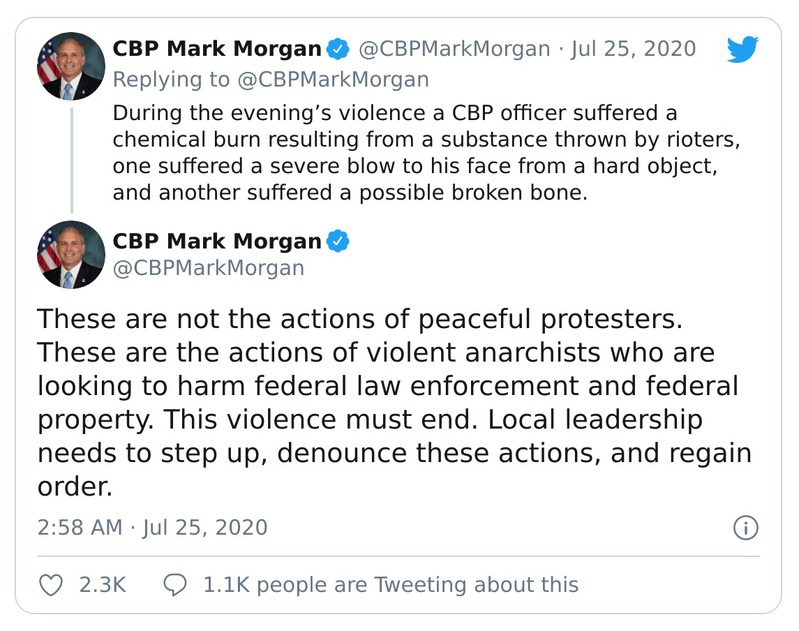 CBP Mark Morgan @CBPMarkMorgan · Jul 25, 2020
Replying to @CBPMarkMorgan
During the evening’s violence a CBP officer suffered a
chemical burn resulting from a substance thrown by rioters,
one suffered a severe blow to his face from a hard object,
and another suffered a possible broken bone.
CBP Mark Morgan
@CBPMarkMorgan
These are not the actions of peaceful protesters.
These are the actions of violent anarchists who are
looking to harm federal law enforcement and federal
property. This violence must end. Local leadership
needs to step up, denounce these actions, and regain
order.
2:58 AM · Jul 25, 2020
2.3K 1.1K people are Tweeting about this